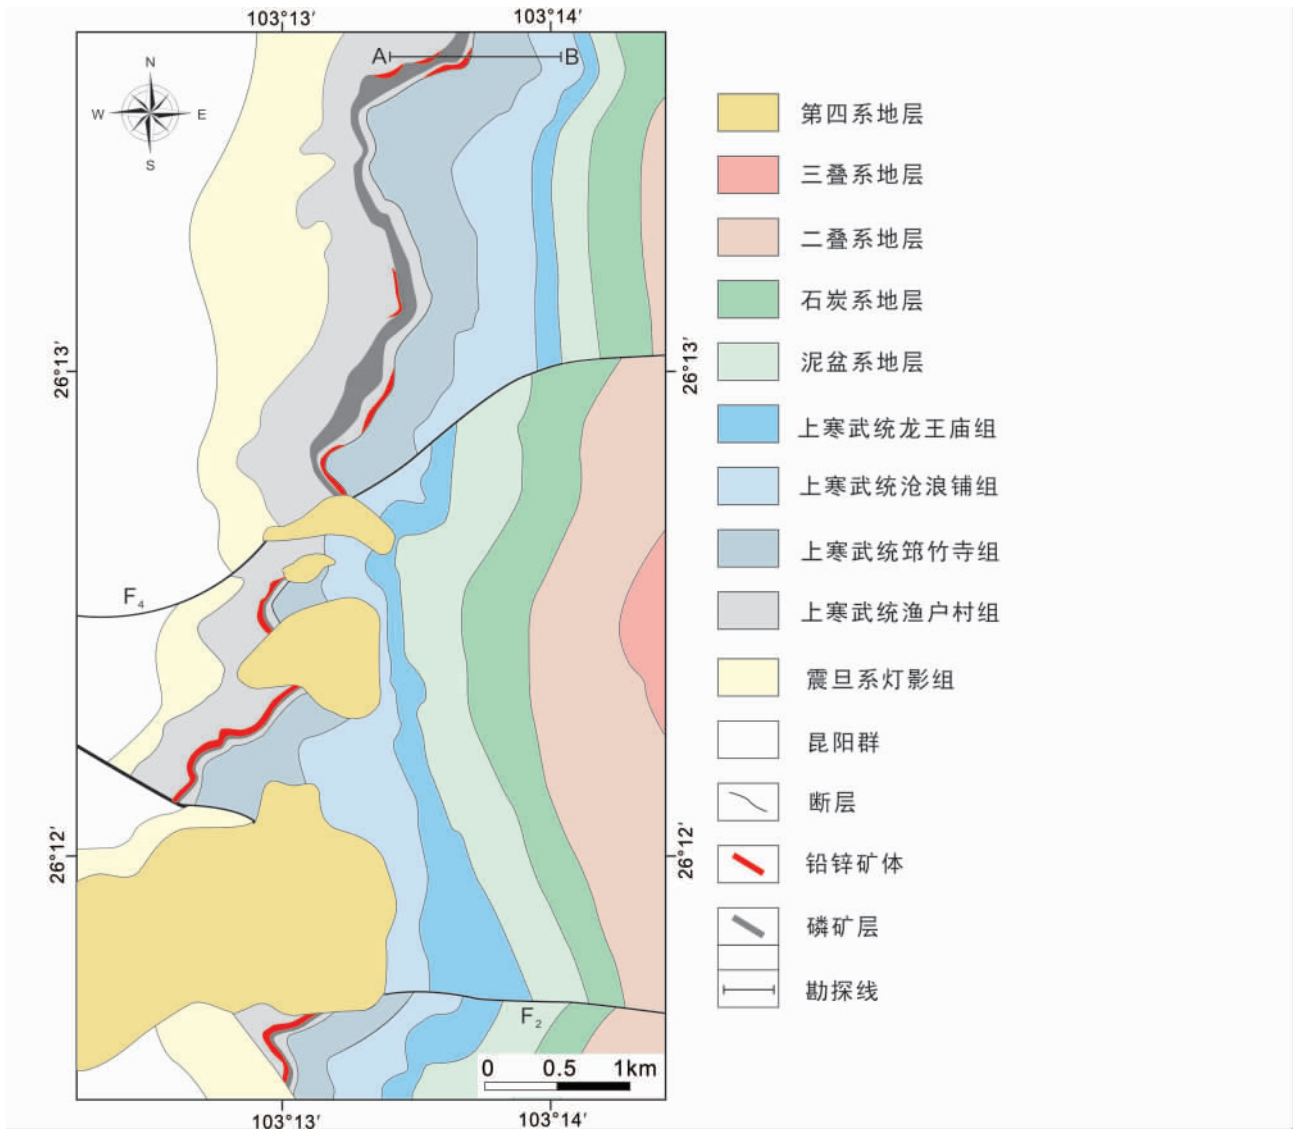 103°13′ 103°14′
A B
N
W E
S
26°13′ 26°13′
F₄
26°12′ 26°12′
F₂
0 0.5 1km
103°13′ 103°14′
第四系地层
三叠系地层
二叠系地层
石炭系地层
泥盆系地层
上寒武统龙王庙组
上寒武统沧浪铺组
上寒武统筇竹寺组
上寒武统渔户村组
震旦系灯影组
昆阳群
断层
铅锌矿体
磷矿层
勘探线